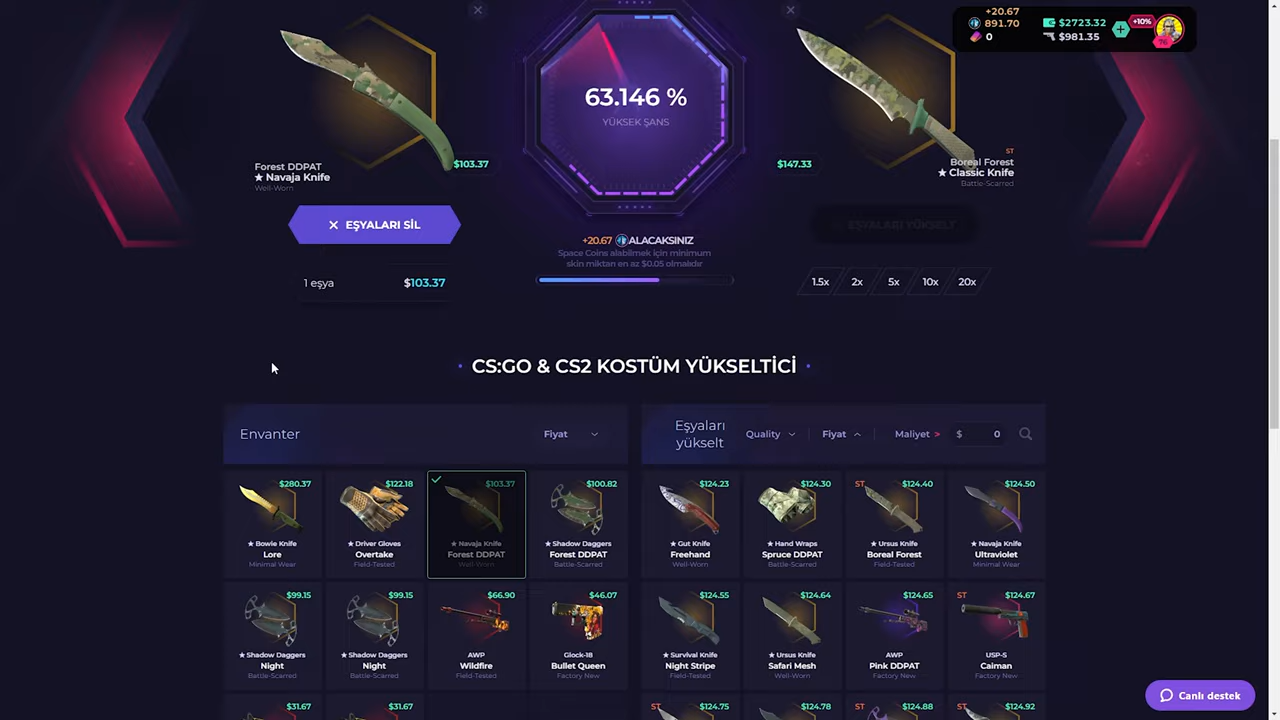 +20.67
891.70
0
$2723.32
$981.35
+10%
76
Forest DDPAT
★ Navaja Knife
Well-Worn
$103.37
63.146 %
YÜKSEK ŞANS
$147.33
ST
Boreal Forest
★ Classic Knife
Battle-Scarred
✕ EŞYALARI SİL
EŞYALARI YÜKSELT
+20.67 ALACAKSINIZ
Space Coins alabilmek için minimum
skin miktarı en az $0.05 olmalıdır
1 eşya
$103.37
1.5x
2x
5x
10x
20x
CS:GO & CS2 KOSTÜM YÜKSELTİCİ
Envanter
Fiyat
Eşyaları
yükselt
Quality
Fiyat
Maliyet >
$ 0
$280.37
★ Bowie Knife
Lore
Minimal Wear
$122.18
★ Driver Gloves
Overtake
Field-Tested
$103.37
★ Navaja Knife
Forest DDPAT
Well-Worn
$100.82
★ Shadow Daggers
Forest DDPAT
Battle-Scarred
$124.23
★ Gut Knife
Freehand
Well-Worn
$124.30
★ Hand Wraps
Spruce DDPAT
Battle-Scarred
ST
$124.40
★ Ursus Knife
Boreal Forest
Field-Tested
$124.50
★ Navaja Knife
Ultraviolet
Minimal Wear
$99.15
★ Shadow Daggers
Night
Battle-Scarred
$99.15
★ Shadow Daggers
Night
Battle-Scarred
$66.90
AWP
Wildfire
Field-Tested
$46.07
Glock-18
Bullet Queen
Factory New
$124.55
★ Survival Knife
Night Stripe
Field-Tested
$124.64
★ Ursus Knife
Safari Mesh
Well-Worn
$124.65
AWP
Pink DDPAT
Factory New
ST
$124.67
USP-S
Caiman
Factory New
$31.67
$31.67
ST
$124.75
$124.78
$124.88
ST
$124.92
Canlı destek